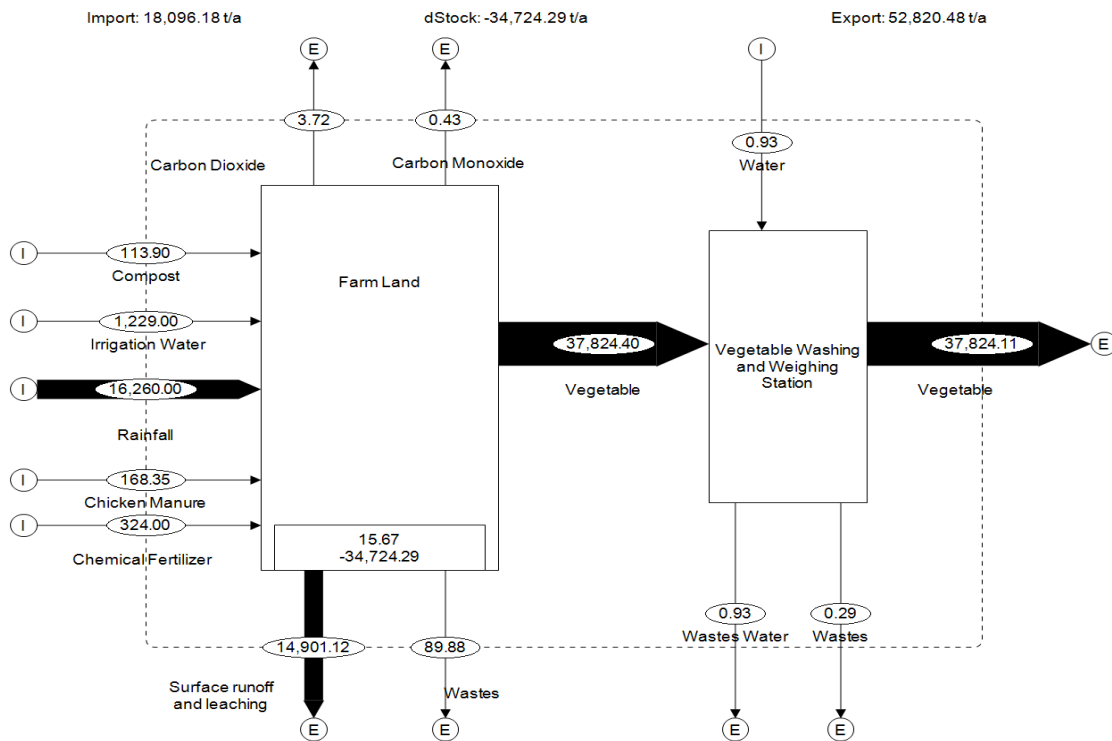 Import: 18,096.18 t/a
dStock: -34,724.29 t/a
Export: 52,820.48 t/a
E
E
I
3.72
0.43
0.93
Carbon Dioxide
Carbon Monoxide
Water
I
113.90
Compost
Farm Land
I
1,229.00
Irrigation Water
37,824.40
Vegetable
Vegetable Washing
and Weighing
Station
37,824.11
E
Vegetable
I
16,260.00
Rainfall
I
168.35
Chicken Manure
I
324.00
Chemical Fertilizer
15.67
-34,724.29
14,901.12
89.88
0.93
0.29
Wastes Water
Wastes
Surface runoff
and leaching
Wastes
E
E
E
E